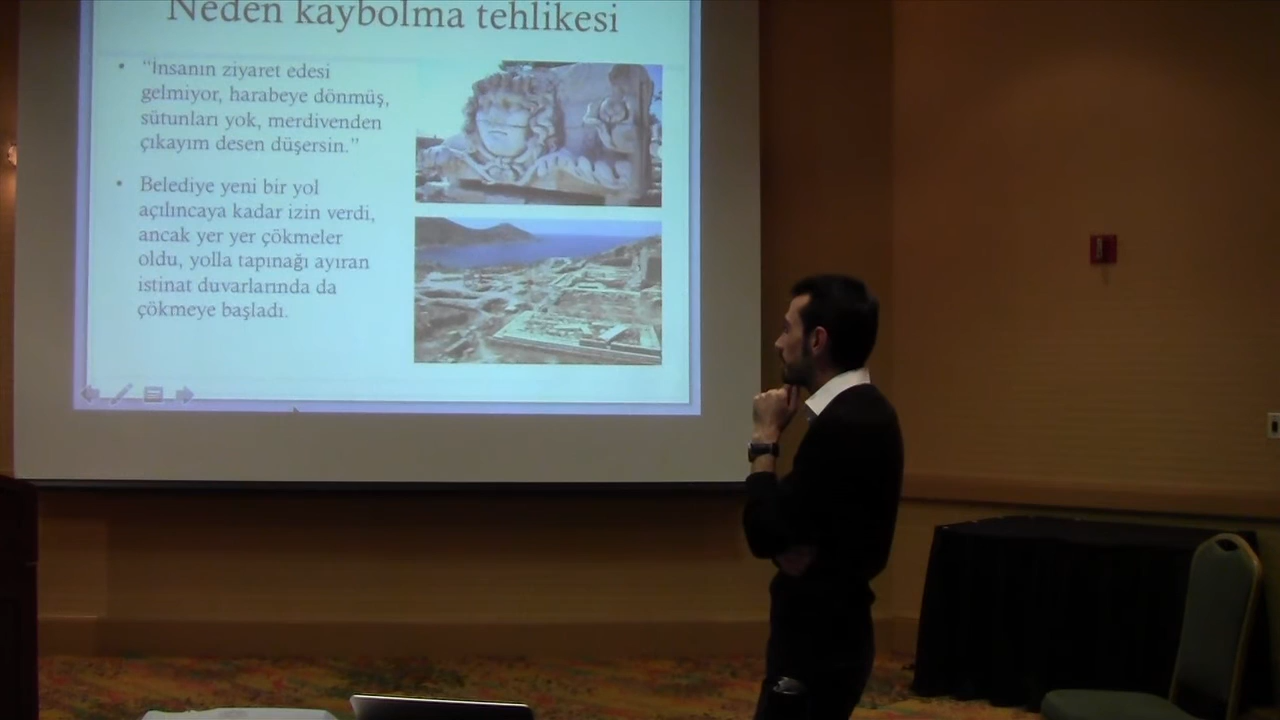 Neden kaybolma tehlikesi
• "İnsanın ziyaret edesi
gelmiyor, harabeye dönmüş,
sütunları yok, merdivenden
çıkayım desen düşersin."
• Belediye yeni bir yol
açılıncaya kadar izin verdi,
ancak yer yer çökmeler
oldu, yolla tapınağı ayıran
istinat duvarlarında da
çökmeye başladı.